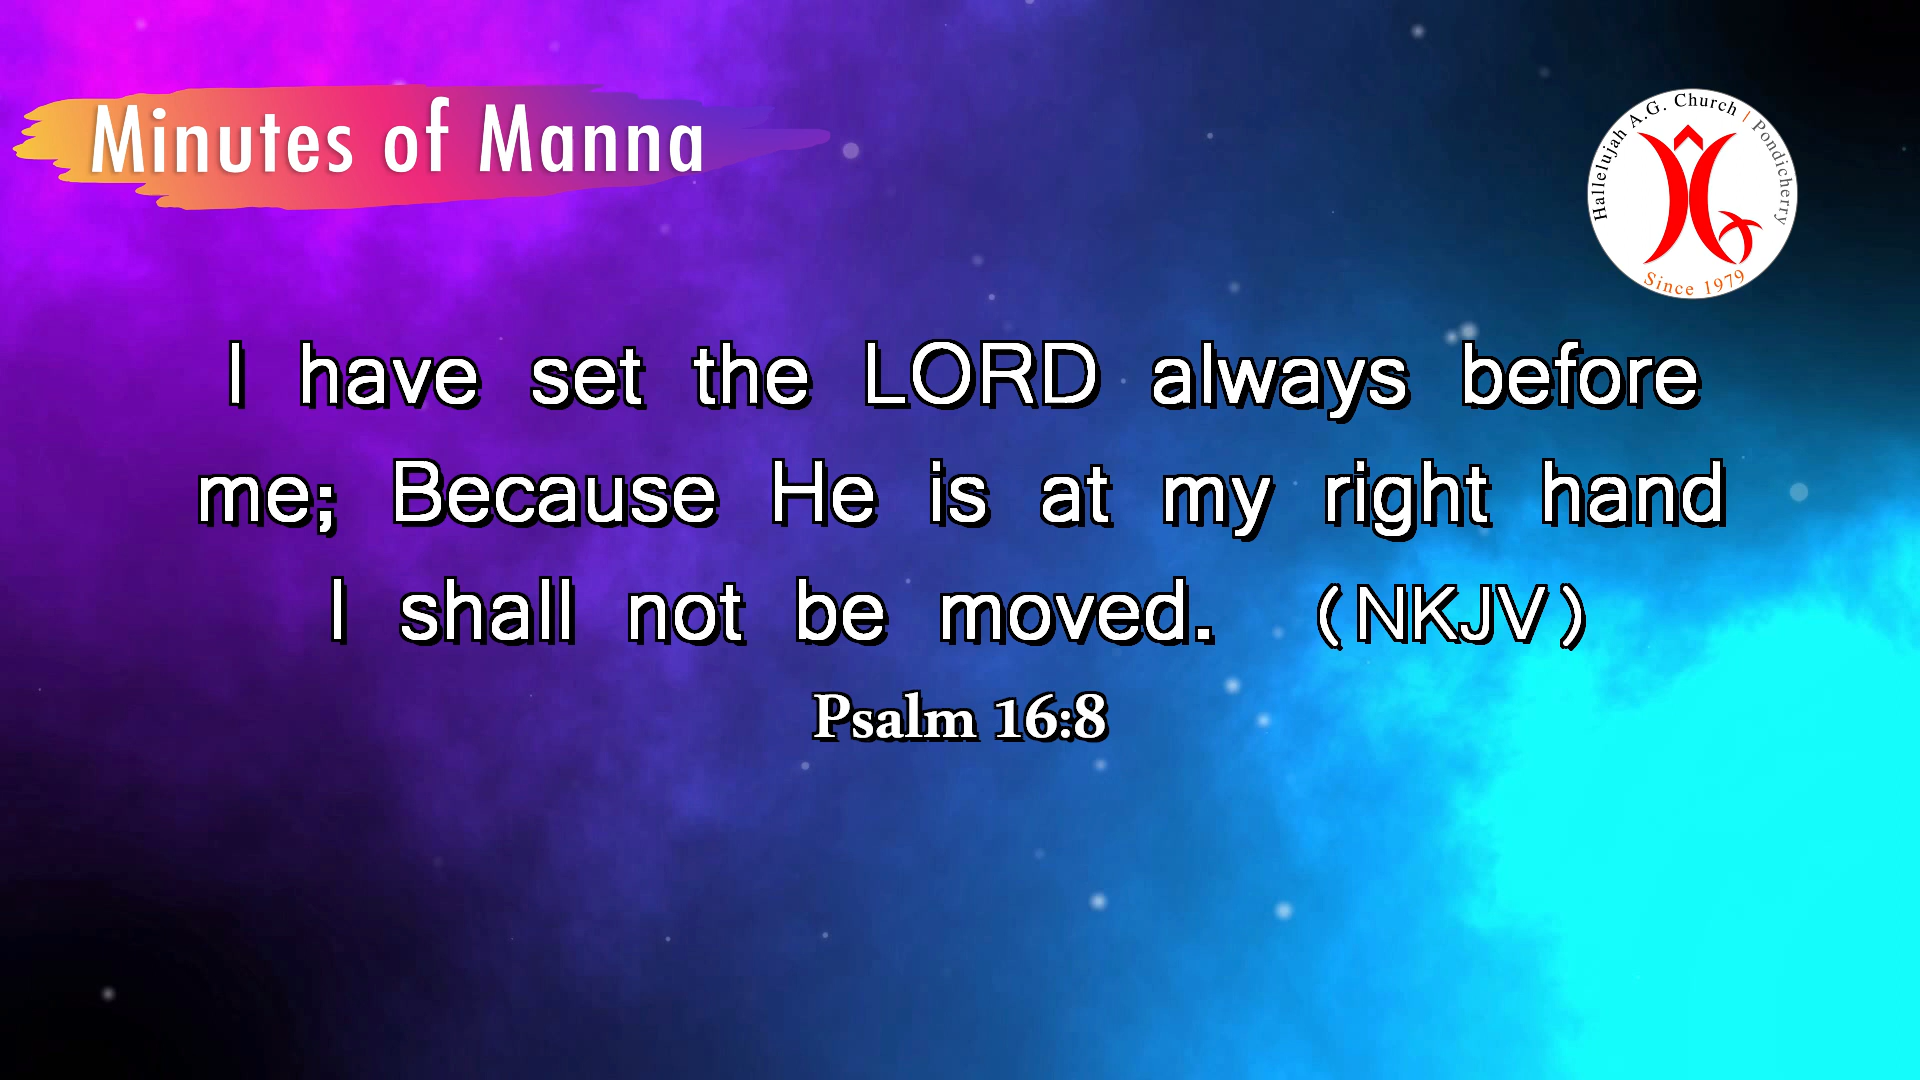 Minutes of Manna
Hallelujah A.G. Church | Pondicherry
Since 1979
I have set the LORD always before
me; Because He is at my right hand
I shall not be moved. (NKJV)
Psalm 16:8